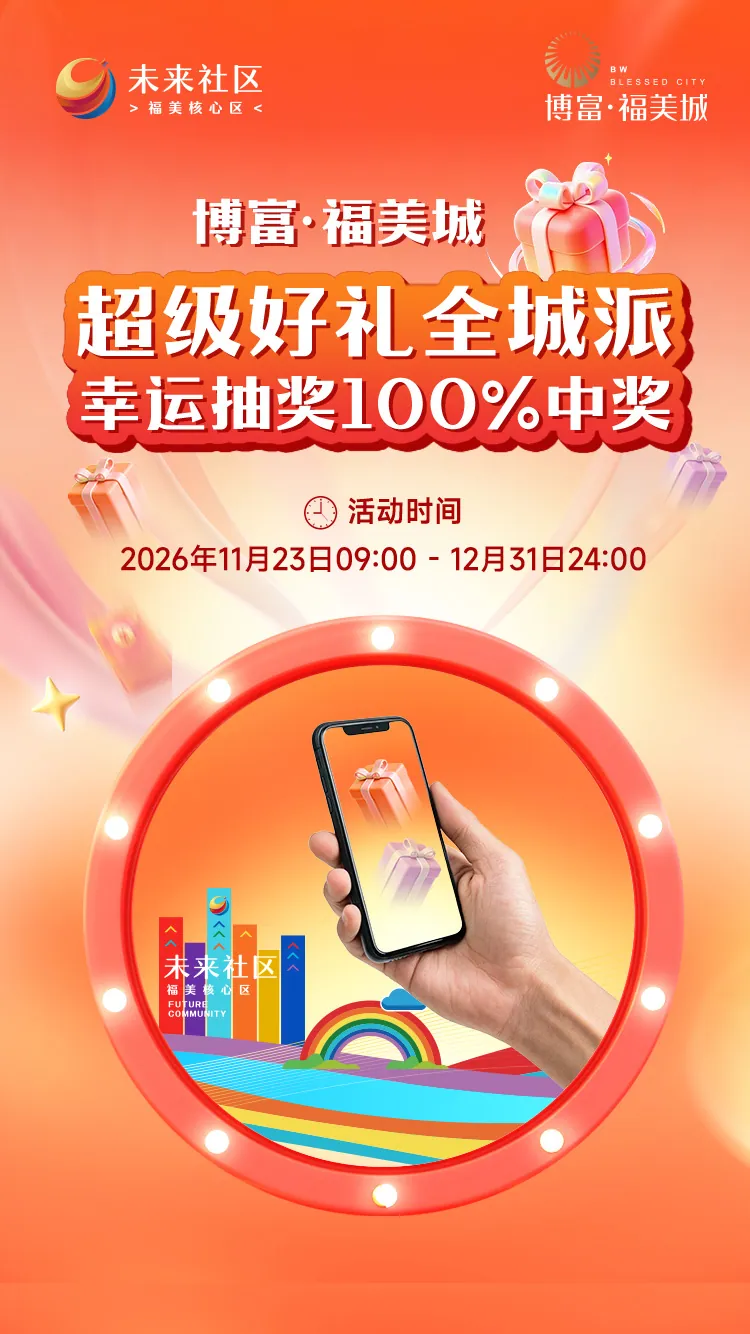 未来社区
> 福美核心区 <
BW
BLESSED CITY
博富·福美城
博富·福美城
超级好礼全城派
幸运抽奖100%中奖
活动时间
2026年11月23日09:00 - 12月31日24:00
未来社区
福美核心区
FUTURE
COMMUNITY